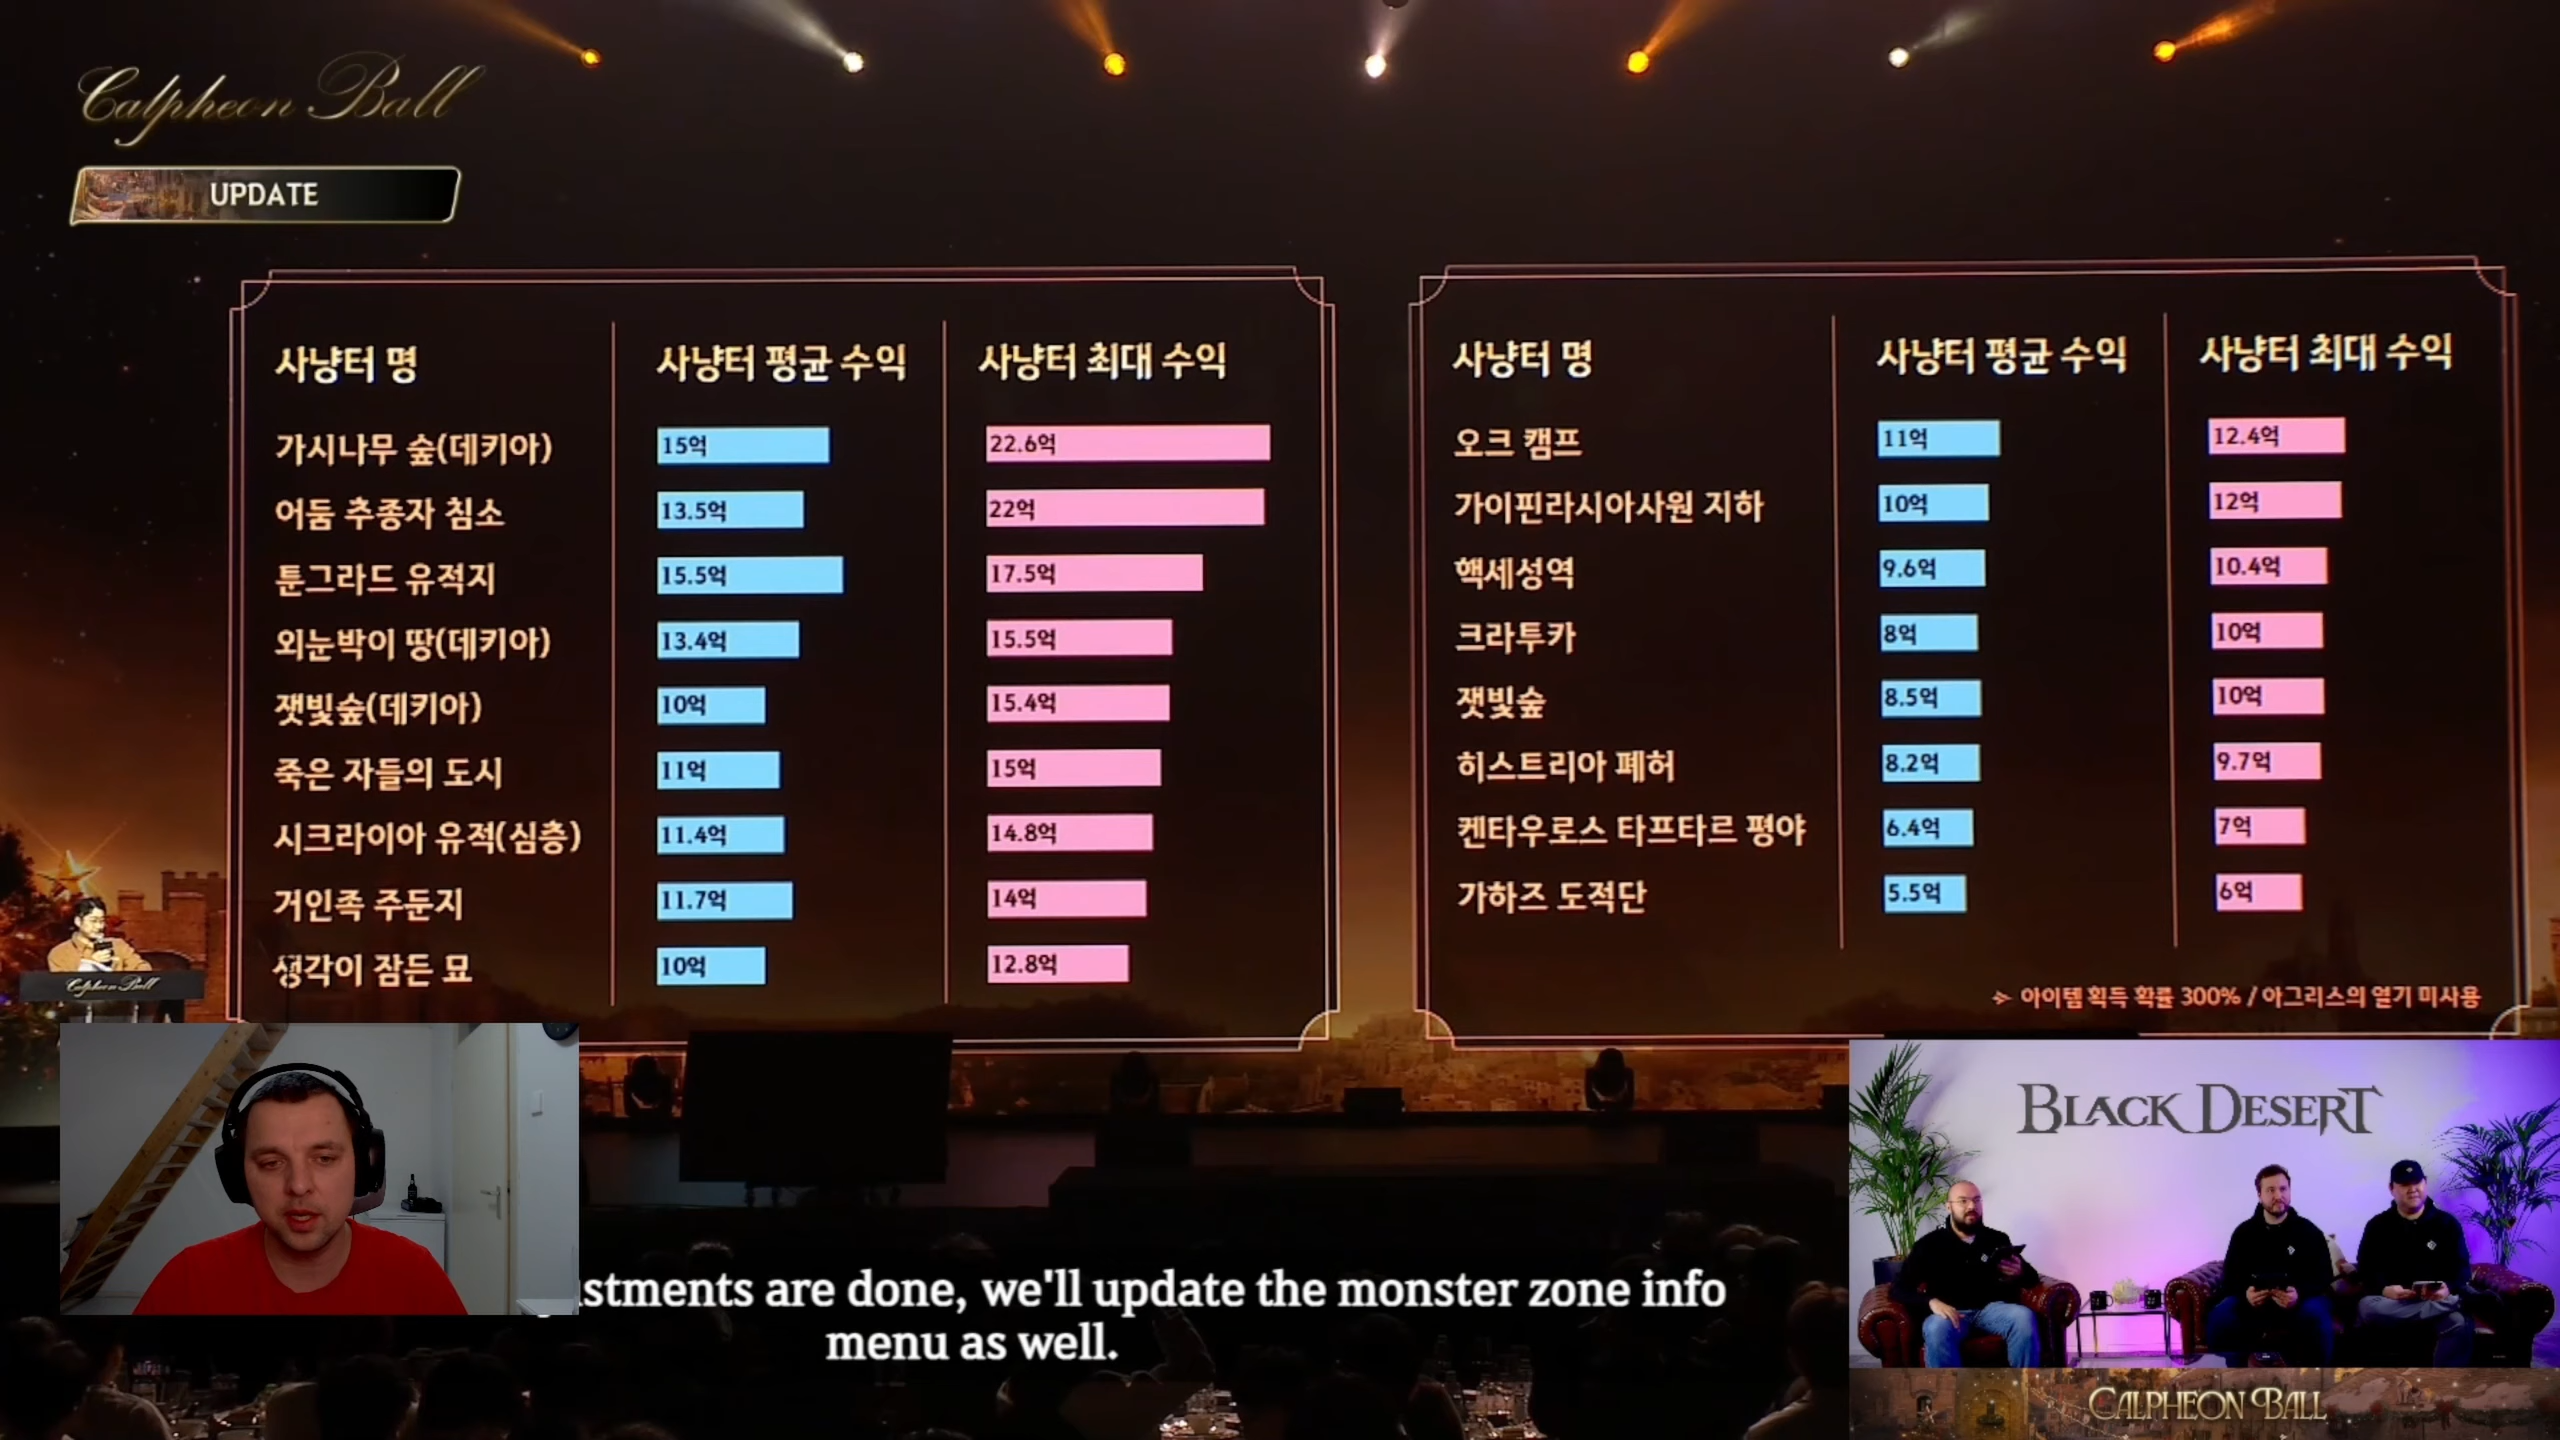 Calpheon Ball
UPDATE
사냥터 명 사냥터 평균 수익 사냥터 최대 수익
가시나무 숲(데키아) 15억 22.6억
어둠 추종자 침소 13.5억 22억
툰그라드 유적지 15.5억 17.5억
외눈박이 땅(데키아) 13.4억 15.5억
잿빛숲(데키아) 10억 15.4억
죽은 자들의 도시 11억 15억
시크라이아 유적(심층) 11.4억 14.8억
거인족 주둔지 11.7억 14억
생각이 잠든 묘 10억 12.8억
사냥터 명 사냥터 평균 수익 사냥터 최대 수익
오크 캠프 11억 12.4억
가이핀라시아사원 지하 10억 12억
핵세성역 9.6억 10.4억
크라투카 8억 10억
잿빛숲 8.5억 10억
히스트리아 폐허 8.2억 9.7억
켄타우로스 타프타르 평야 6.4억 7억
가하즈 도적단 5.5억 6억
아이템 획득 확률 300% / 아그리스의 열기 미사용
Calpheon Ball
BLACK DESERT
stments are done, we'll update the monster zone info
menu as well.
CALPHEON BALL